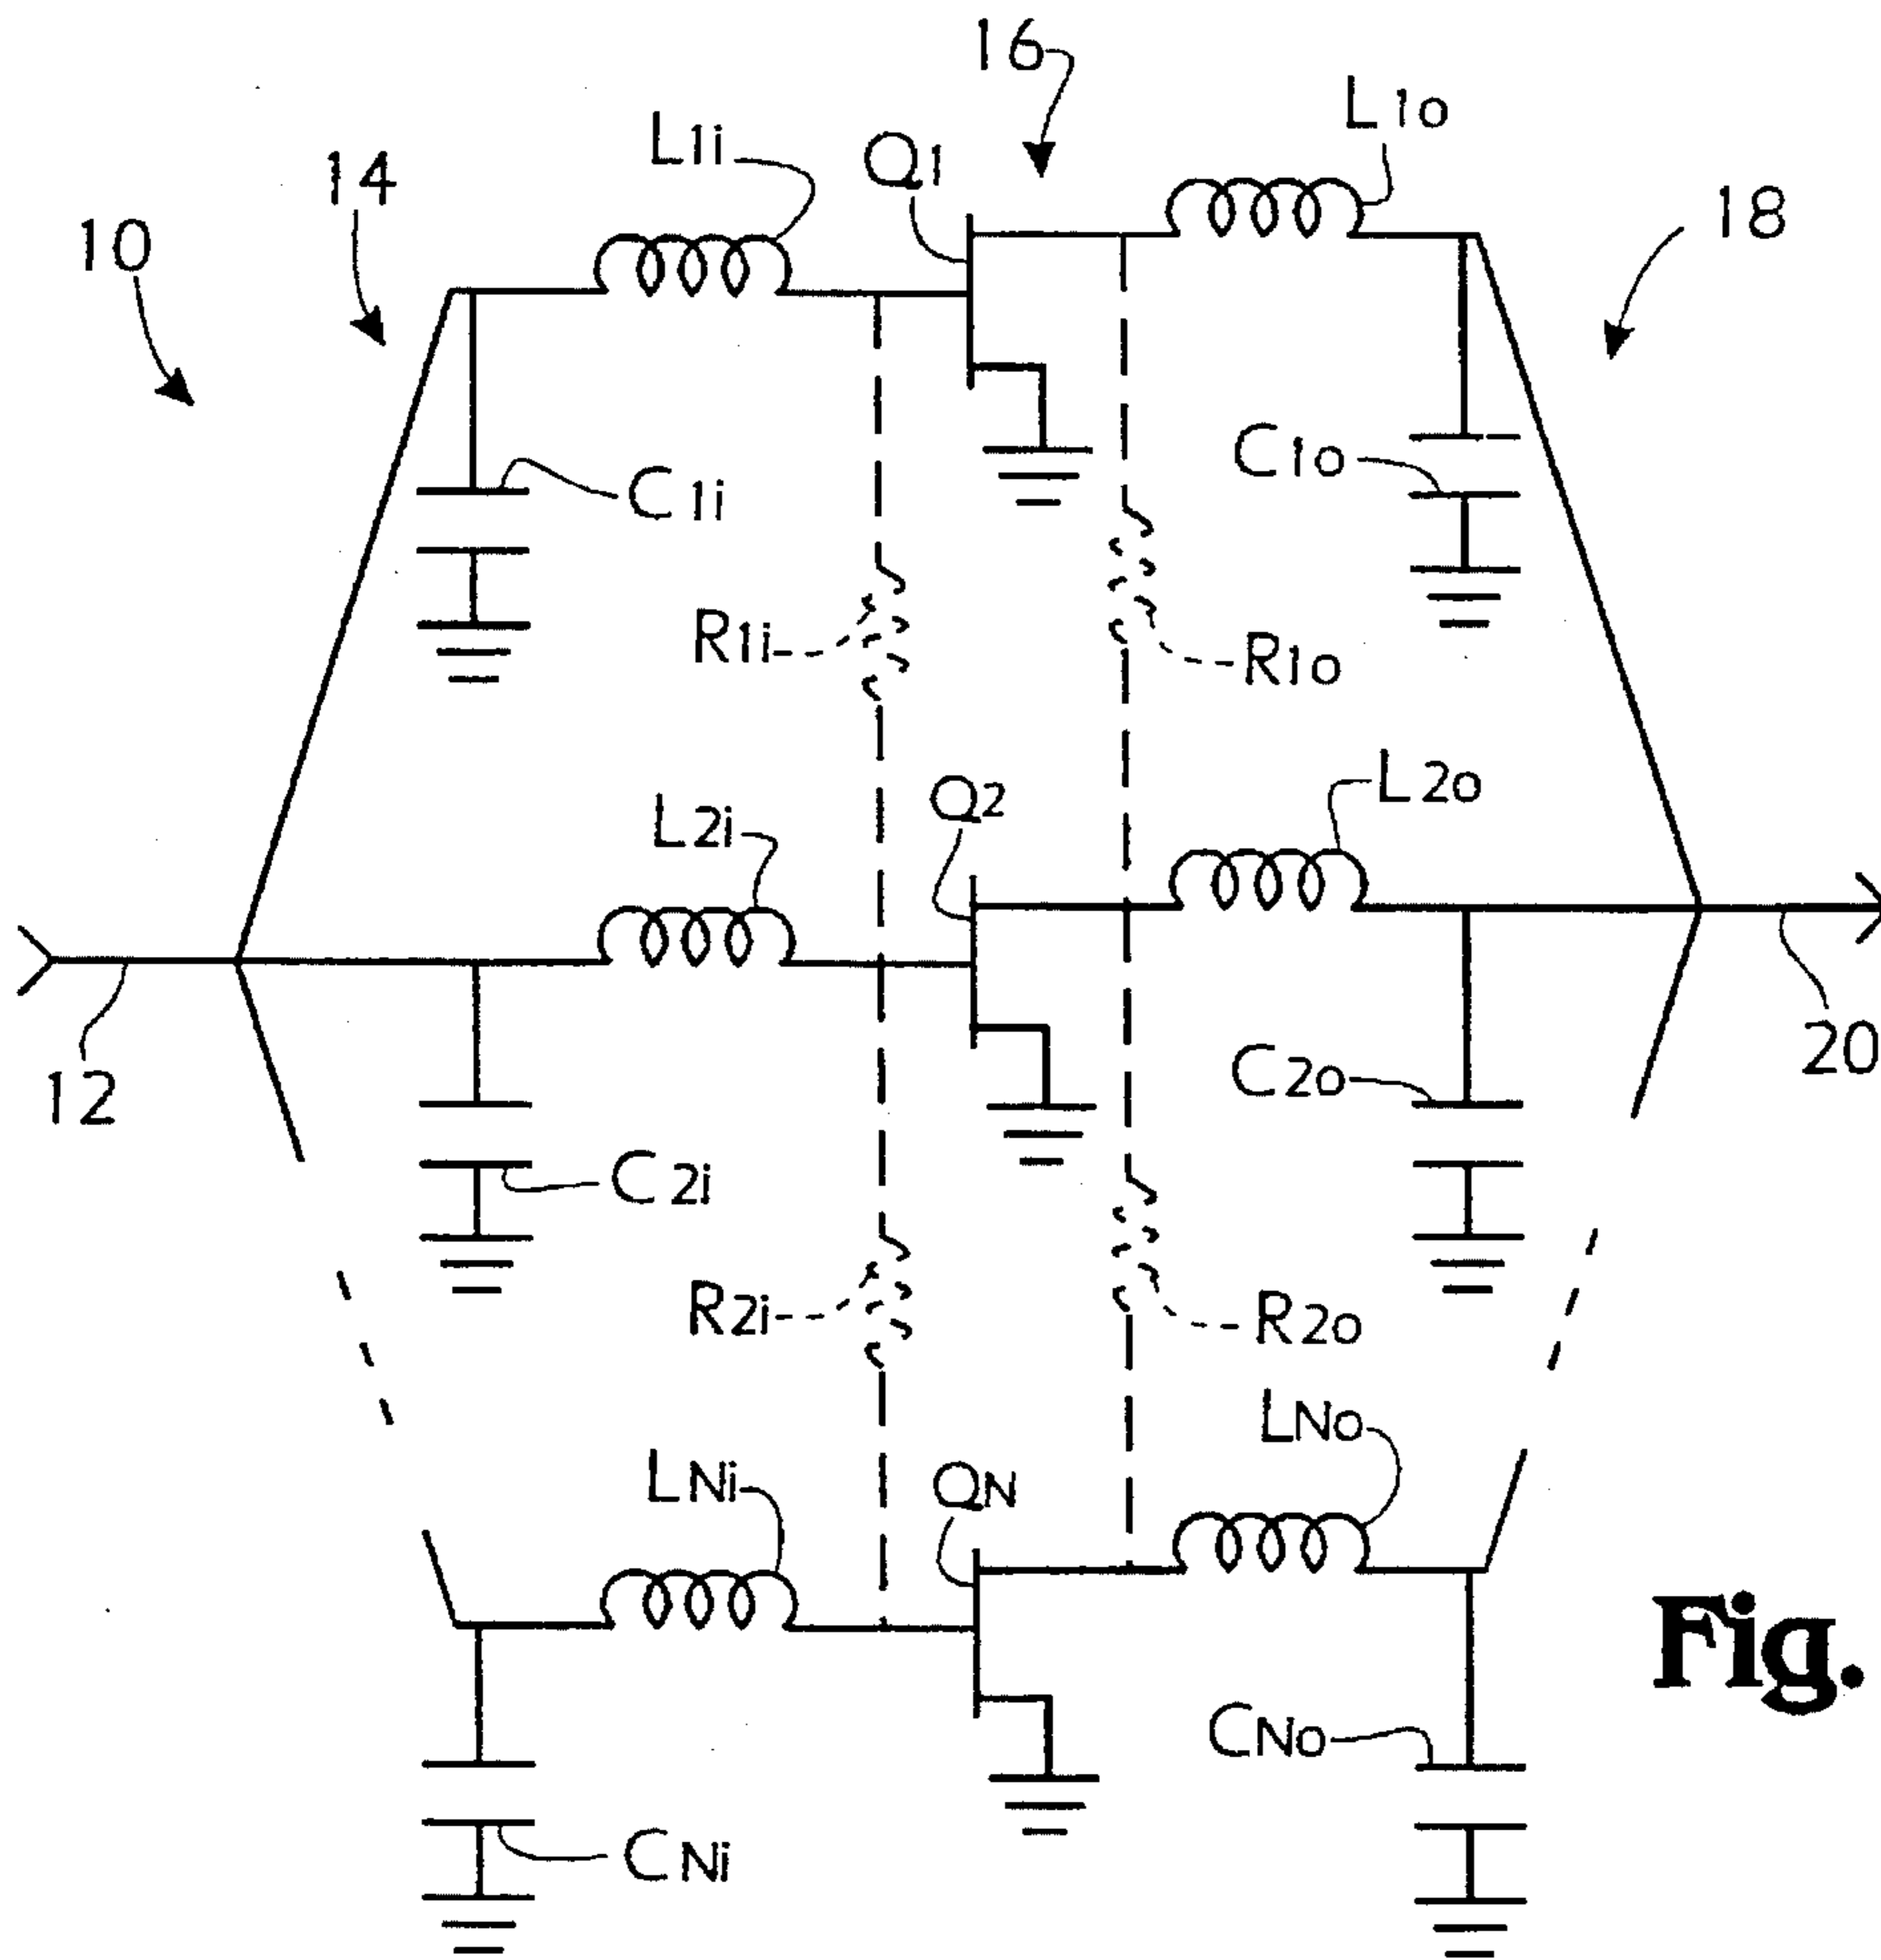 16
L1o
L1i
Q1
14
18
10
C1o
C1i
R1i
R1o
L2o
Q2
L2i
12
20
C2o
C2i
R2i
R2o
LNo
LNi
QN
Fig.
CNo
CNi